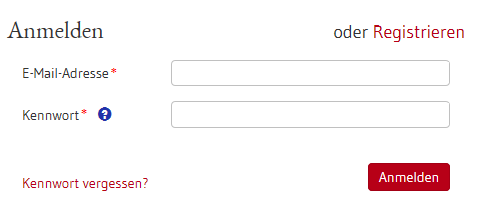 Anmelden oder Registrieren
E-Mail-Adresse*
Kennwort* ?
Kennwort vergessen? Anmelden